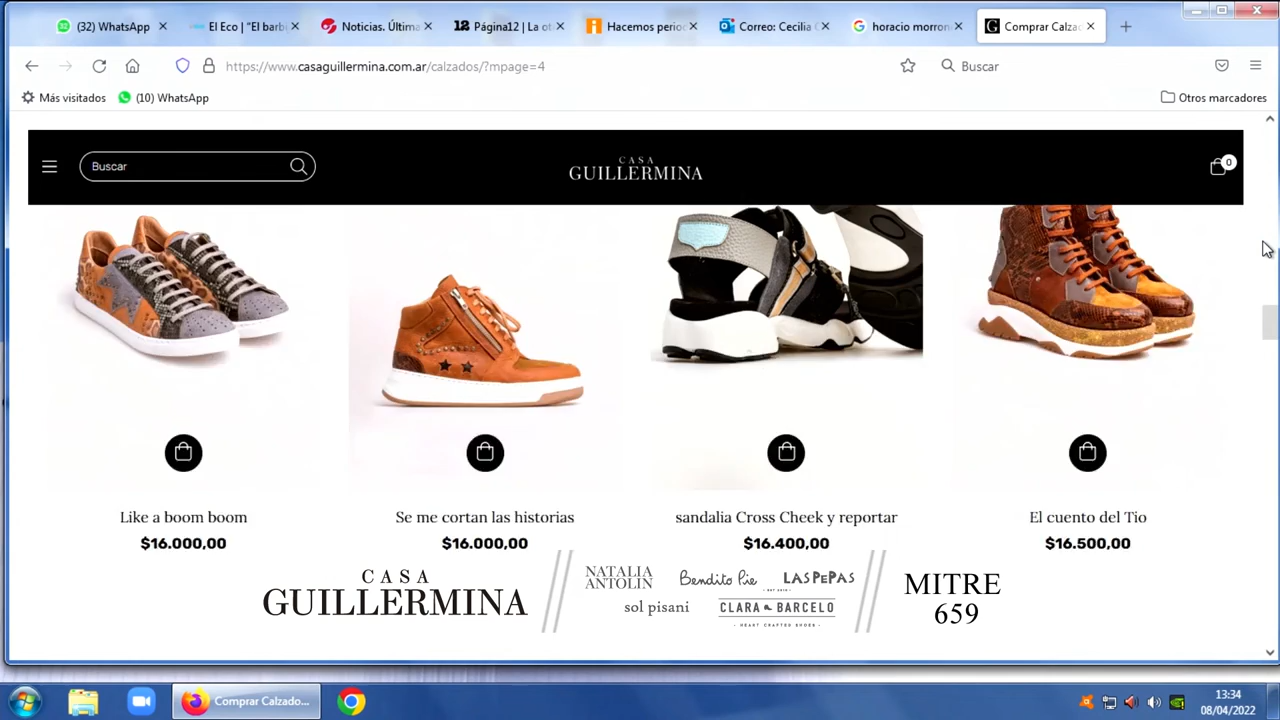 (32) WhatsApp
El Eco | "El barb
Noticias. Última
12 Página12 | La ot
Hacemos perio
Correo: Cecilia
horacio morron
Comprar Calza
https://www.casaguillermina.com.ar/calzados/?mpage=4
Buscar
Más visitados
(10) WhatsApp
Otros marcadores
Buscar
CASA
GUILLERMINA
0
Like a boom boom
$16.000,00
Se me cortan las historias
$16.000,00
sandalia Cross Cheek y reportar
$16.400,00
El cuento del Tio
$16.500,00
CASA
GUILLERMINA
NATALIA
ANTOLIN
Bendito Pie
LAS PEPAS
sol pisani
CLARA BARCELO
HEART CRAFTED SHOES
MITRE
659
Comprar Calzado...
13:34
08/04/2022